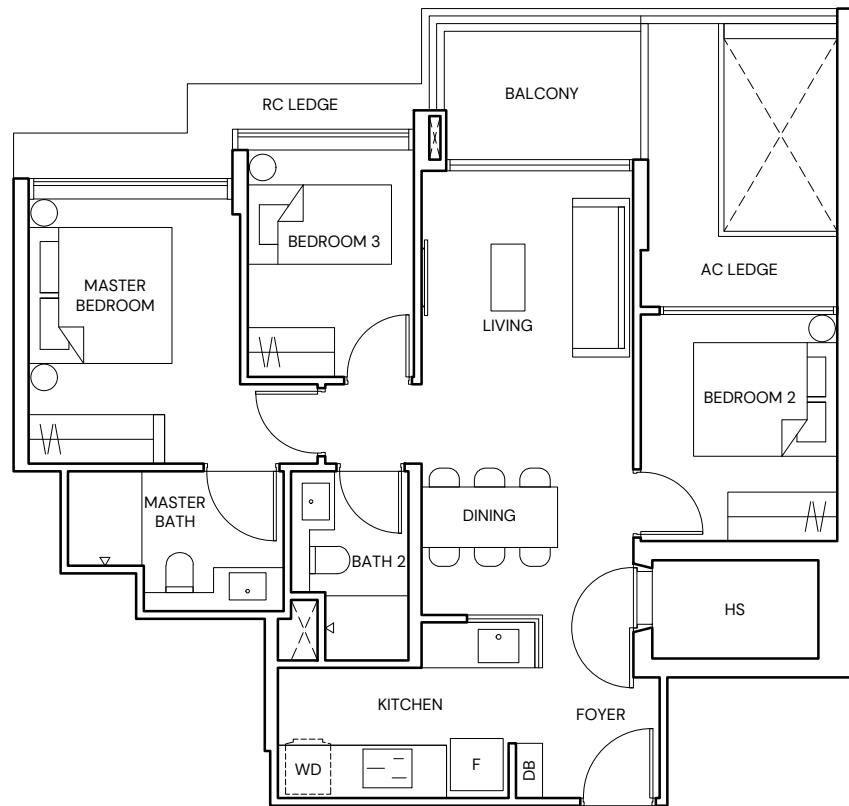 BALCONY
RC LEDGE
BEDROOM 3
AC LEDGE
MASTER
BEDROOM
LIVING
BEDROOM 2
MASTER
BATH
DINING
BATH 2
HS
KITCHEN
FOYER
WD
F
DB